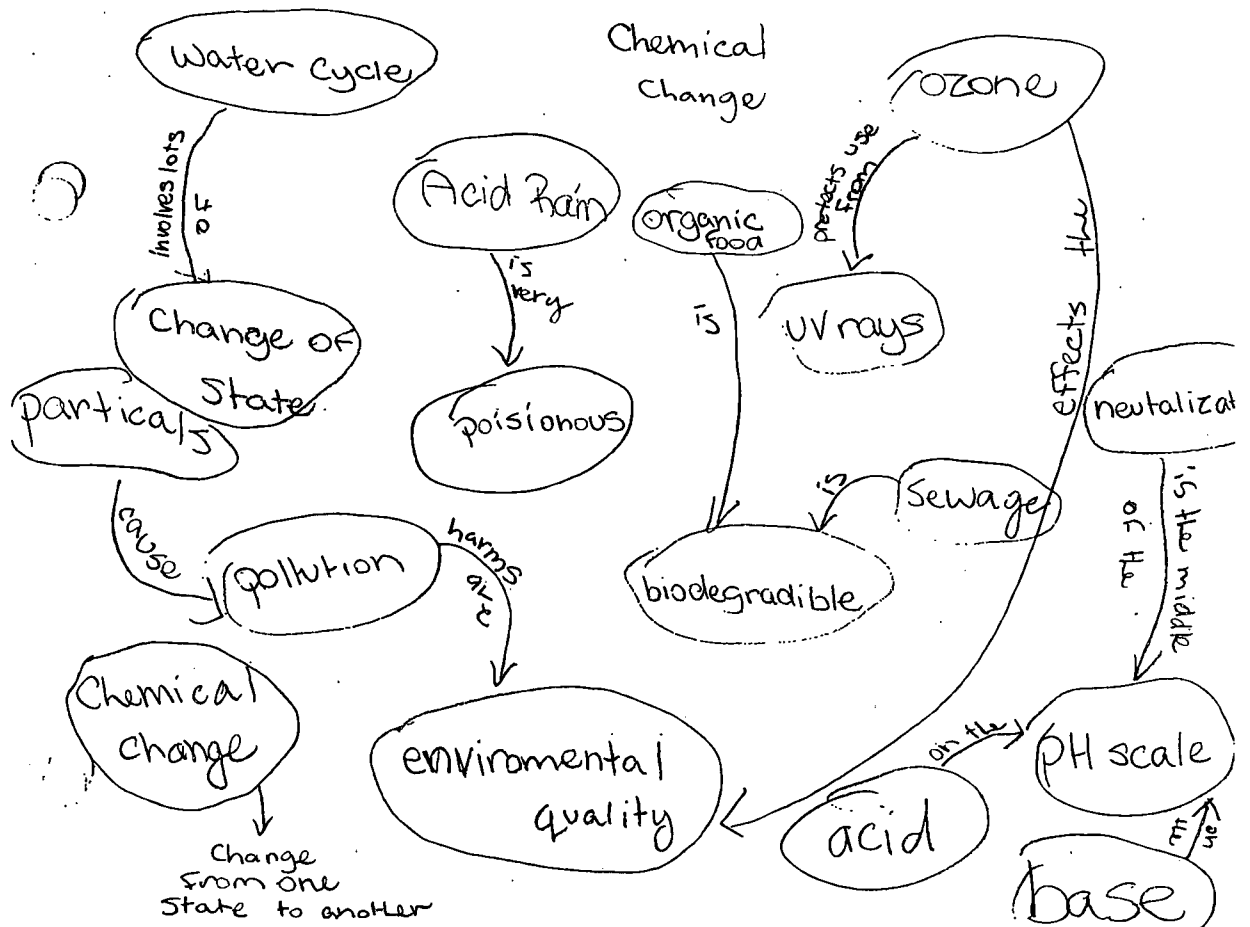 Water Cycle
Chemical
Change
ozone
involves lots
of
protects use
from
Acid Rain
organic
food
is
very
is
effects the
Change of
State
uv rays
particals
poisionous
neutalizat
cause
pollution
harms
is
sewage
is the middle
of the
biodegradible
Chemical
change
enviromental
quality
on the
pH scale
acid
on
the
base
Change
from one
State to another